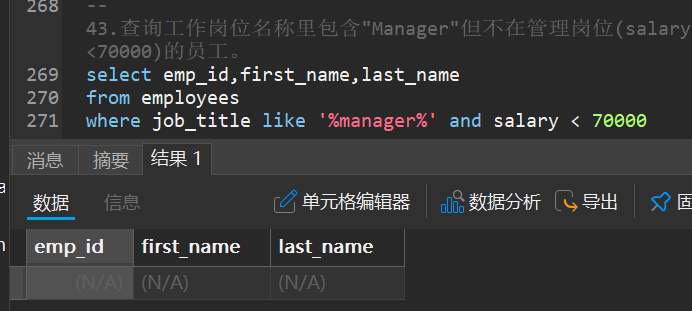 268
--
43.查询工作岗位名称里包含"Manager"但不在管理岗位(salary
<70000)的员工。
269 select emp_id,first_name,last_name
270 from employees
271 where job_title like '%manager%' and salary < 70000
消息 摘要 结果 1
数据 信息 单元格编辑器 数据分析 导出
emp_id first_name last_name
(N/A) (N/A) (N/A)